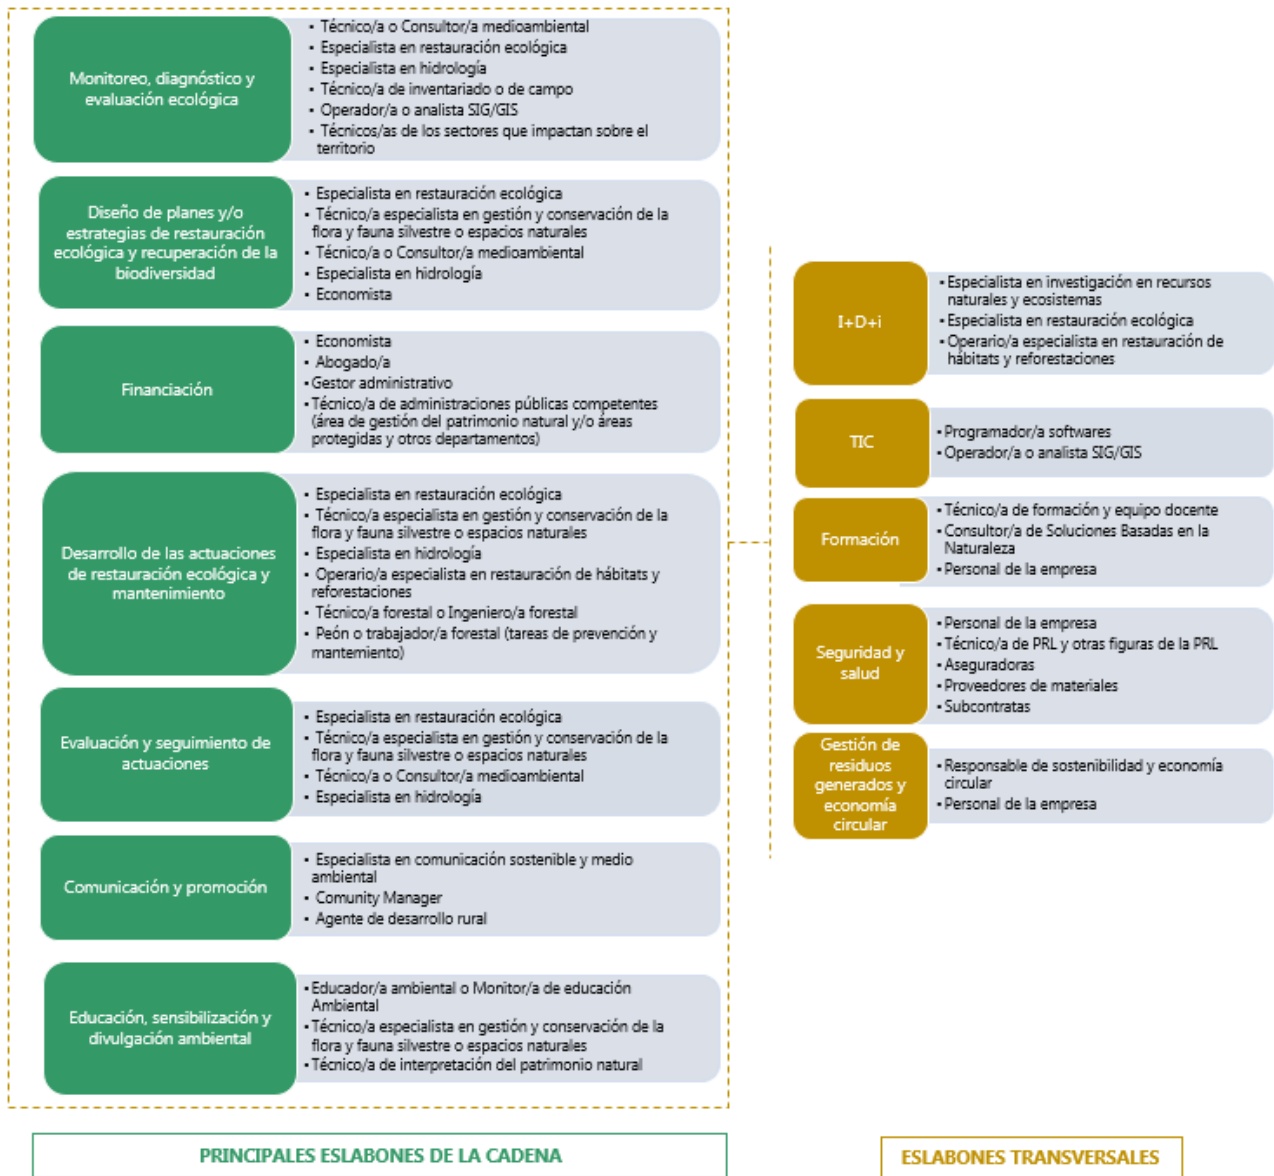 Monitoreo, diagnóstico y
evaluación ecológica
▪ Técnico/a o Consultor/a medioambiental
▪ Especialista en restauración ecológica
▪ Especialista en hidrología
▪ Técnico/a de inventariado o de campo
▪ Operador/a o analista SIG/GIS
▪ Técnicos/as de los sectores que impactan sobre el
territorio
Diseño de planes y/o
estrategias de restauración
ecológica y recuperación de la
biodiversidad
▪ Especialista en restauración ecológica
▪ Técnico/a especialista en gestión y conservación de la
flora y fauna silvestre o espacios naturales
▪ Técnico/a o Consultor/a medioambiental
▪ Especialista en hidrología
▪ Economista
Financiación
▪ Economista
▪ Abogado/a
▪ Gestor administrativo
▪ Técnico/a de administraciones públicas competentes
(área de gestión del patrimonio natural y/o áreas
protegidas y otros departamentos)
Desarrollo de las actuaciones
de restauración ecológica y
mantenimiento
▪ Especialista en restauración ecológica
▪ Técnico/a especialista en gestión y conservación de la
flora y fauna silvestre o espacios naturales
▪ Especialista en hidrología
▪ Operario/a especialista en restauración de hábitats y
reforestaciones
▪ Técnico/a forestal o Ingeniero/a forestal
▪ Peón o trabajador/a forestal (tareas de prevención y
mantemiento)
Evaluación y seguimiento de
actuaciones
▪ Especialista en restauración ecológica
▪ Técnico/a especialista en gestión y conservación de la
flora y fauna silvestre o espacios naturales
▪ Técnico/a o Consultor/a medioambiental
▪ Especialista en hidrología
Comunicación y promoción
▪ Especialista en comunicación sostenible y medio
ambiental
▪ Comunity Manager
▪ Agente de desarrollo rural
Educación, sensibilización y
divulgación ambiental
▪ Educador/a ambiental o Monitor/a de educación
Ambiental
▪ Técnico/a especialista en gestión y conservación de la
flora y fauna silvestre o espacios naturales
▪ Técnico/a de interpretación del patrimonio natural
PRINCIPALES ESLABONES DE LA CADENA
I+D+i
▪ Especialista en investigación en recursos
naturales y ecosistemas
▪ Especialista en restauración ecológica
▪ Operario/a especialista en restauración de
hábitats y reforestaciones
TIC
▪ Programador/a softwares
▪ Operador/a o analista SIG/GIS
Formación
▪ Técnico/a de formación y equipo docente
▪ Consultor/a de Soluciones Basadas en la
Naturaleza
▪ Personal de la empresa
Seguridad y
salud
▪ Personal de la empresa
▪ Técnico/a de PRL y otras figuras de la PRL
▪ Aseguradoras
▪ Proveedores de materiales
▪ Subcontratas
Gestión de
residuos
generados y
economía
circular
▪ Responsable de sostenibilidad y economía
circular
▪ Personal de la empresa
ESLABONES TRANSVERSALES